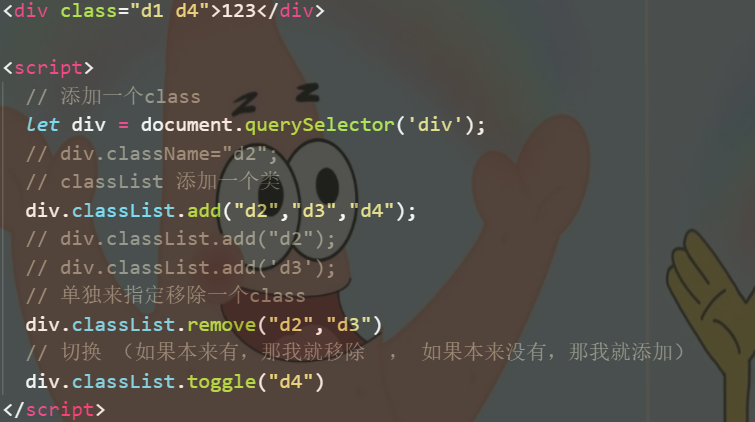 <div class="d1 d4">123</div>
<script>
// 添加一个class
let div = document.querySelector('div');
// div.className="d2";
// classList 添加一个类
div.classList.add("d2","d3","d4");
// div.classList.add("d2");
// div.classList.add('d3');
// 单独来指定移除一个class
div.classList.remove("d2","d3")
// 切换 （如果本来有，那我就移除 ， 如果本来没有，那我就添加）
div.classList.toggle("d4")
</script>